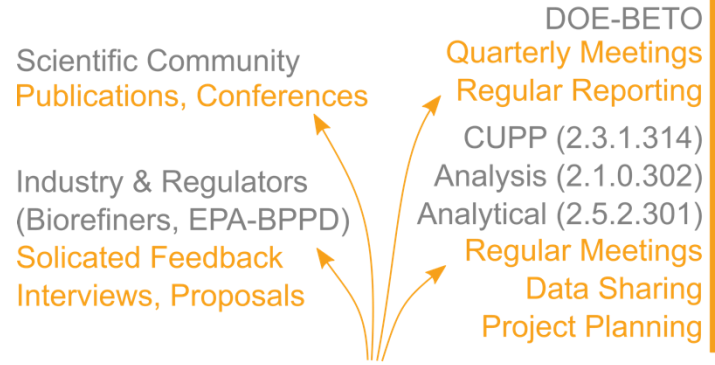 Scientific Community
Publications, Conferences
Industry & Regulators
(Biorefiners, EPA-BPPD)
Solicated Feedback
Interviews, Proposals
DOE-BETO
Quarterly Meetings
Regular Reporting
CUPP (2.3.1.314)
Analysis (2.1.0.302)
Analytical (2.5.2.301)
Regular Meetings
Data Sharing
Project Planning